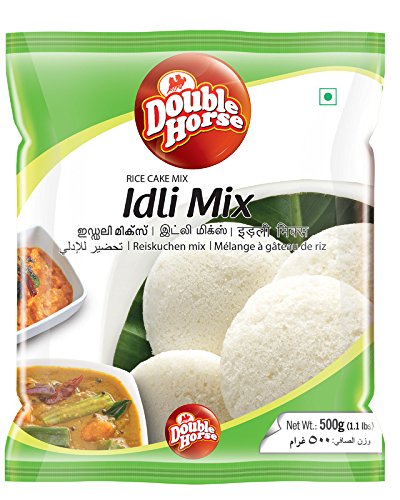 Double
Horse
RICE CAKE MIX
Idli Mix
ഇഡ്ഡലി മിക്സ് | இட்லி மிக்ஸ் | इडली मिक्स
تحضير للإدلي | Reiskuchen mix | Mélange à gâteau de riz
Double
Horse
Net Wt.: 500g (1.1 lbs)
وزن الصافي: ٥٠٠ غرام